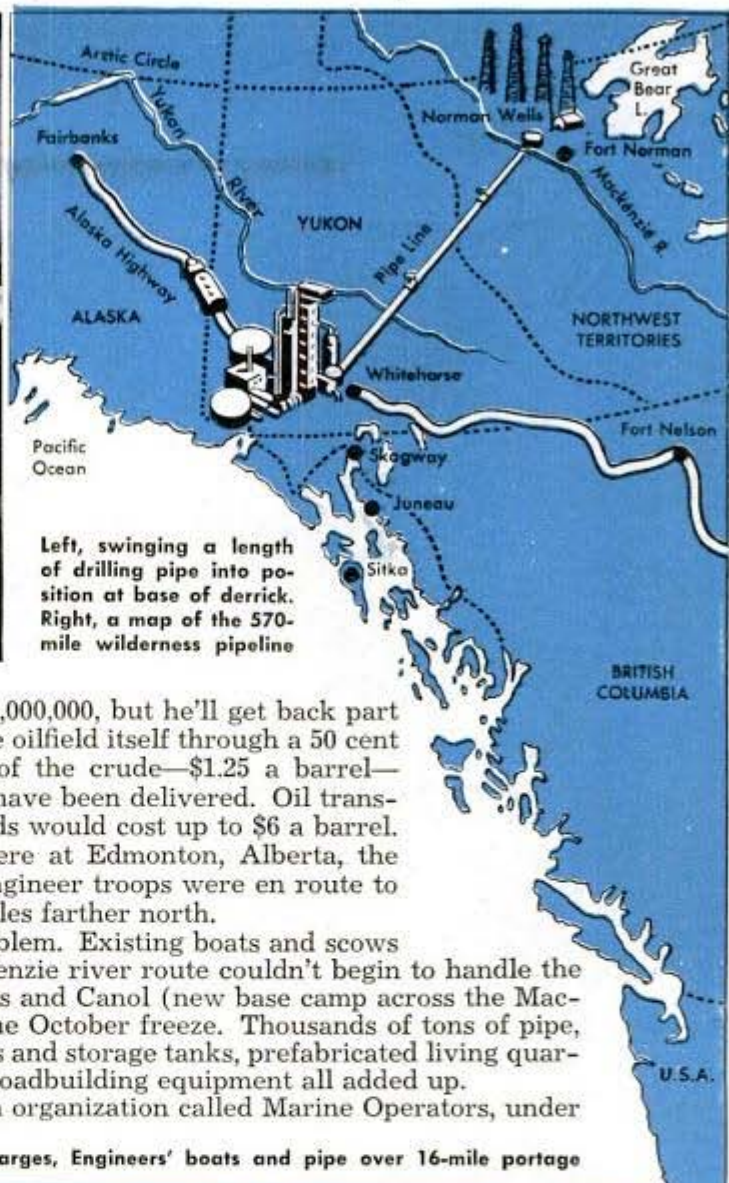 Arctic Circle
Great
Bear
L.
Yukon
River
Norman Wells
Fairbanks
Fort Norman
Mackenzie R.
Alaska Highway
YUKON
Pipe Line
ALASKA
NORTHWEST
TERRITORIES
Whitehorse
Fort Nelson
Pacific
Ocean
Skagway
Juneau
Sitka
Left, swinging a length
of drilling pipe into po-
sition at base of derrick.
Right, a map of the 570-
mile wilderness pipeline
BRITISH
COLUMBIA
U.S.A.
,000,000, but he'll get back part
oilfield itself through a 50 cent
of the crude—$1.25 a barrel—
have been delivered. Oil trans-
ds would cost up to $6 a barrel.
ere at Edmonton, Alberta, the
gineer troops were en route to
les farther north.
blem. Existing boats and scows
enzie river route couldn't begin to handle the
s and Canol (new base camp across the Mac-
ne October freeze. Thousands of tons of pipe,
s and storage tanks, prefabricated living quar-
oadbuilding equipment all added up.
organization called Marine Operators, under
arges, Engineers' boats and pipe over 16-mile portage